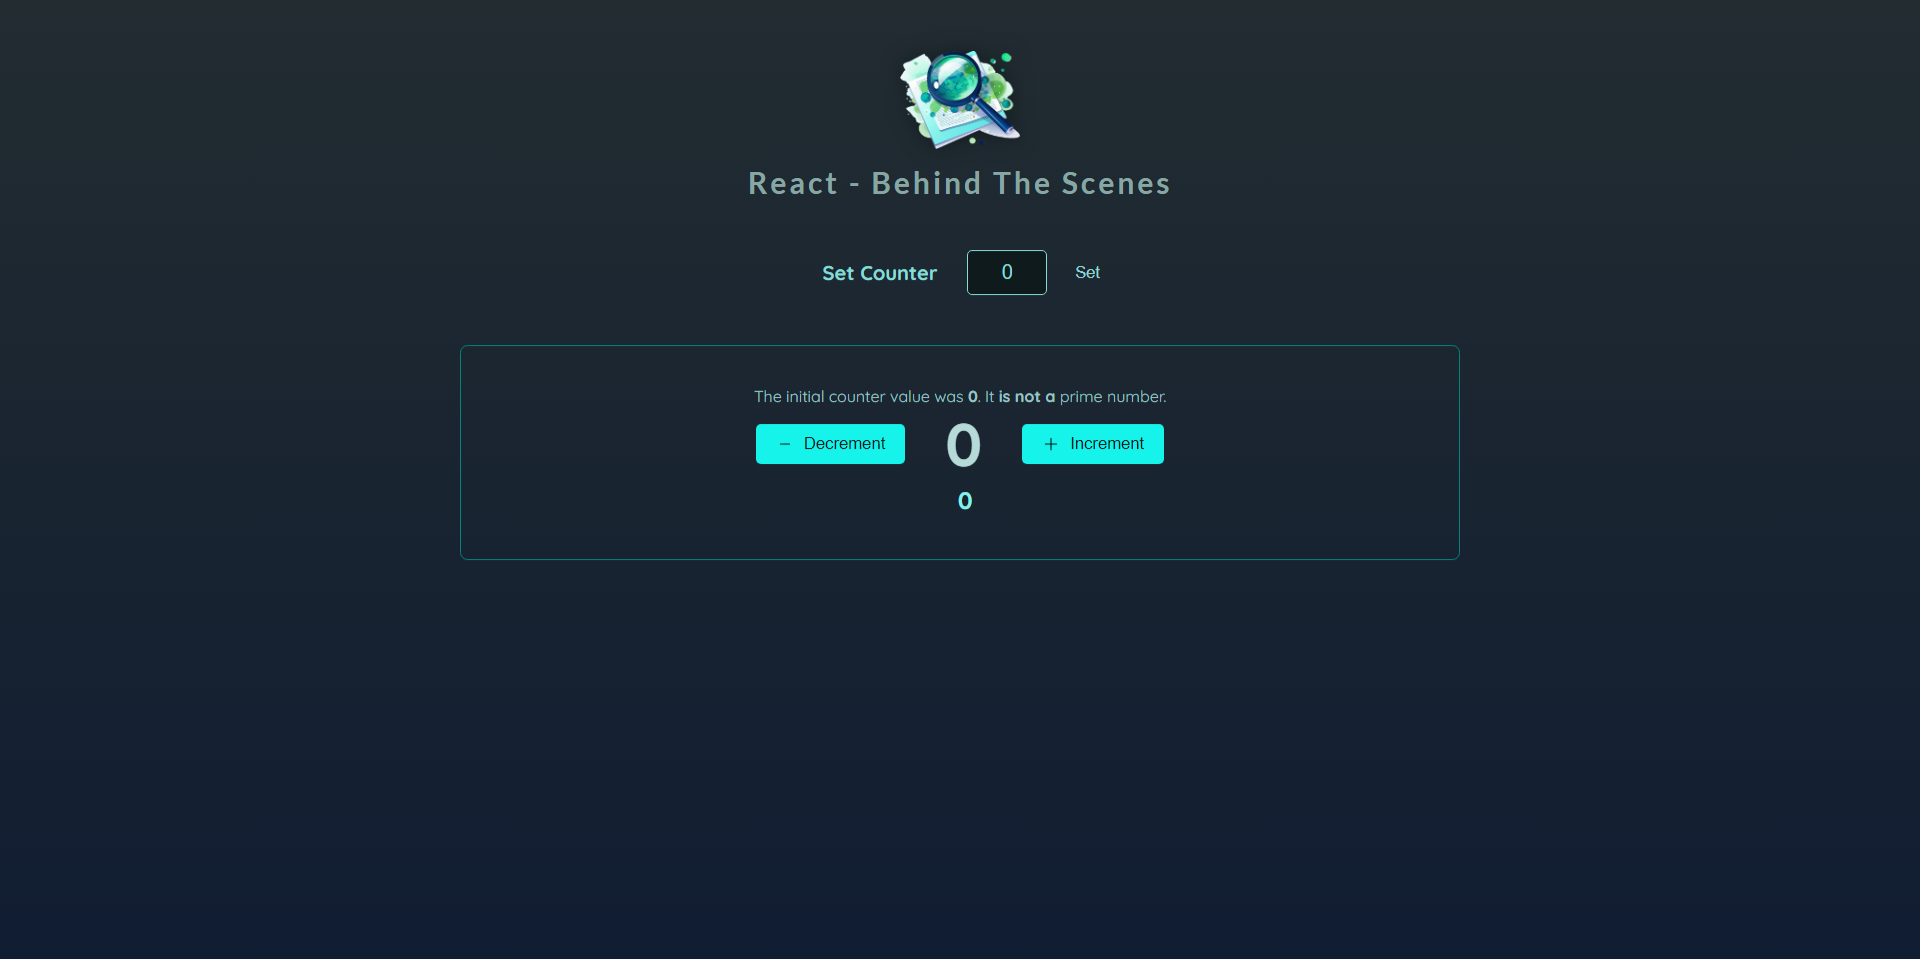 React - Behind The Scenes
Set Counter 0 Set
The initial counter value was 0. It is not a prime number.
− Decrement 0 + Increment
0